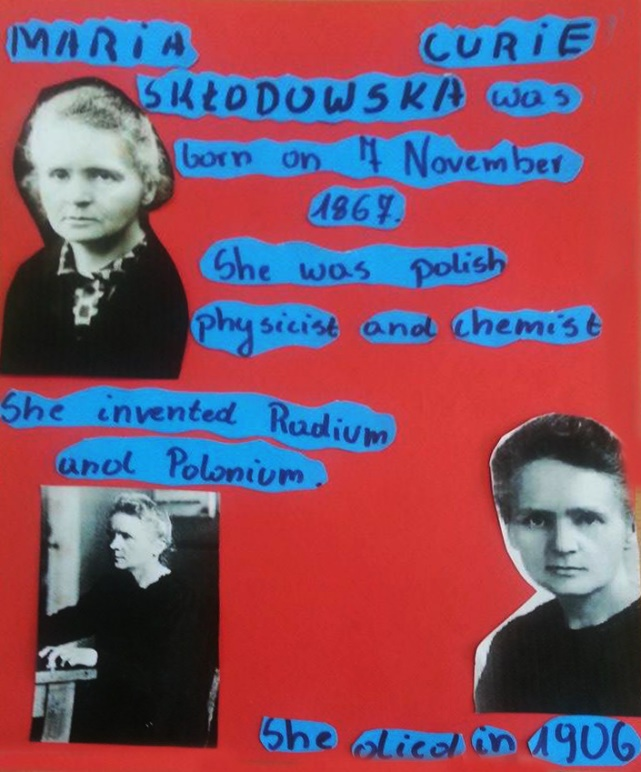 MARiA CURiE
SKŁODOWSKA was
born on 7 November
1867.
She was polish
physicist and chemist
She invented Radium
and Polonium.
She died in 1906